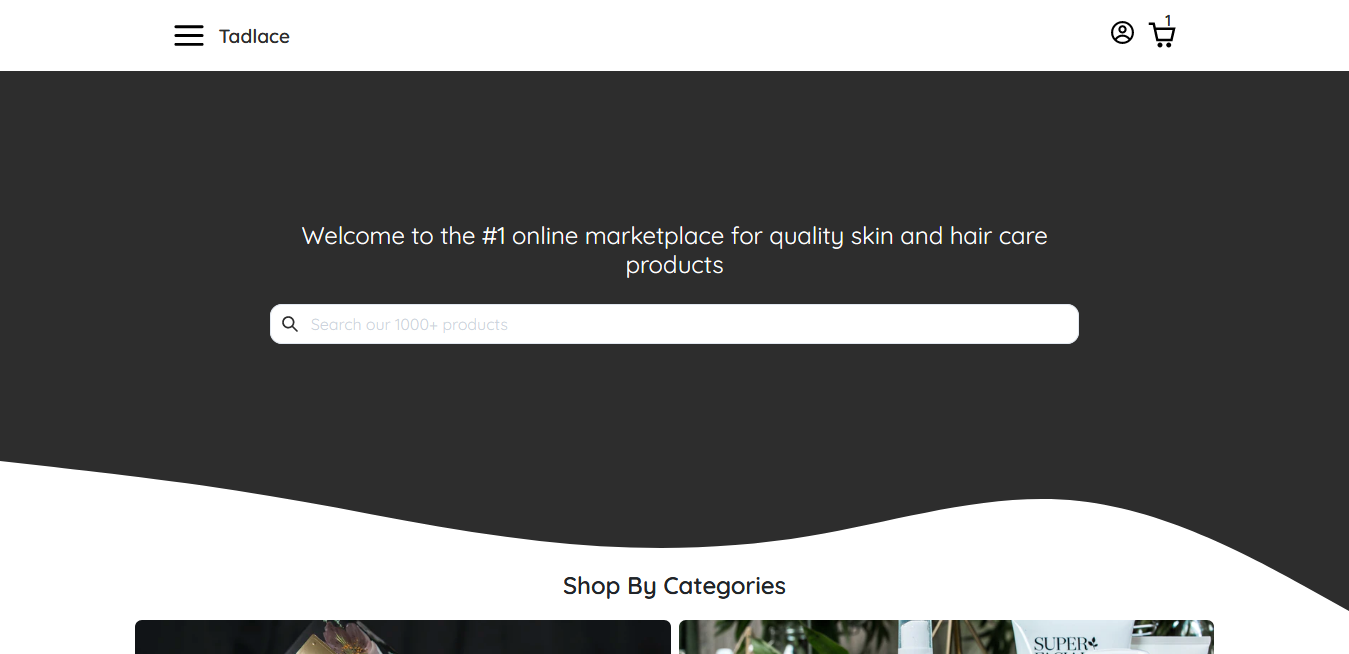 Tadlace
1
Welcome to the #1 online marketplace for quality skin and hair care
products
Search our 1000+ products
Shop By Categories
SUPER
FACIAL